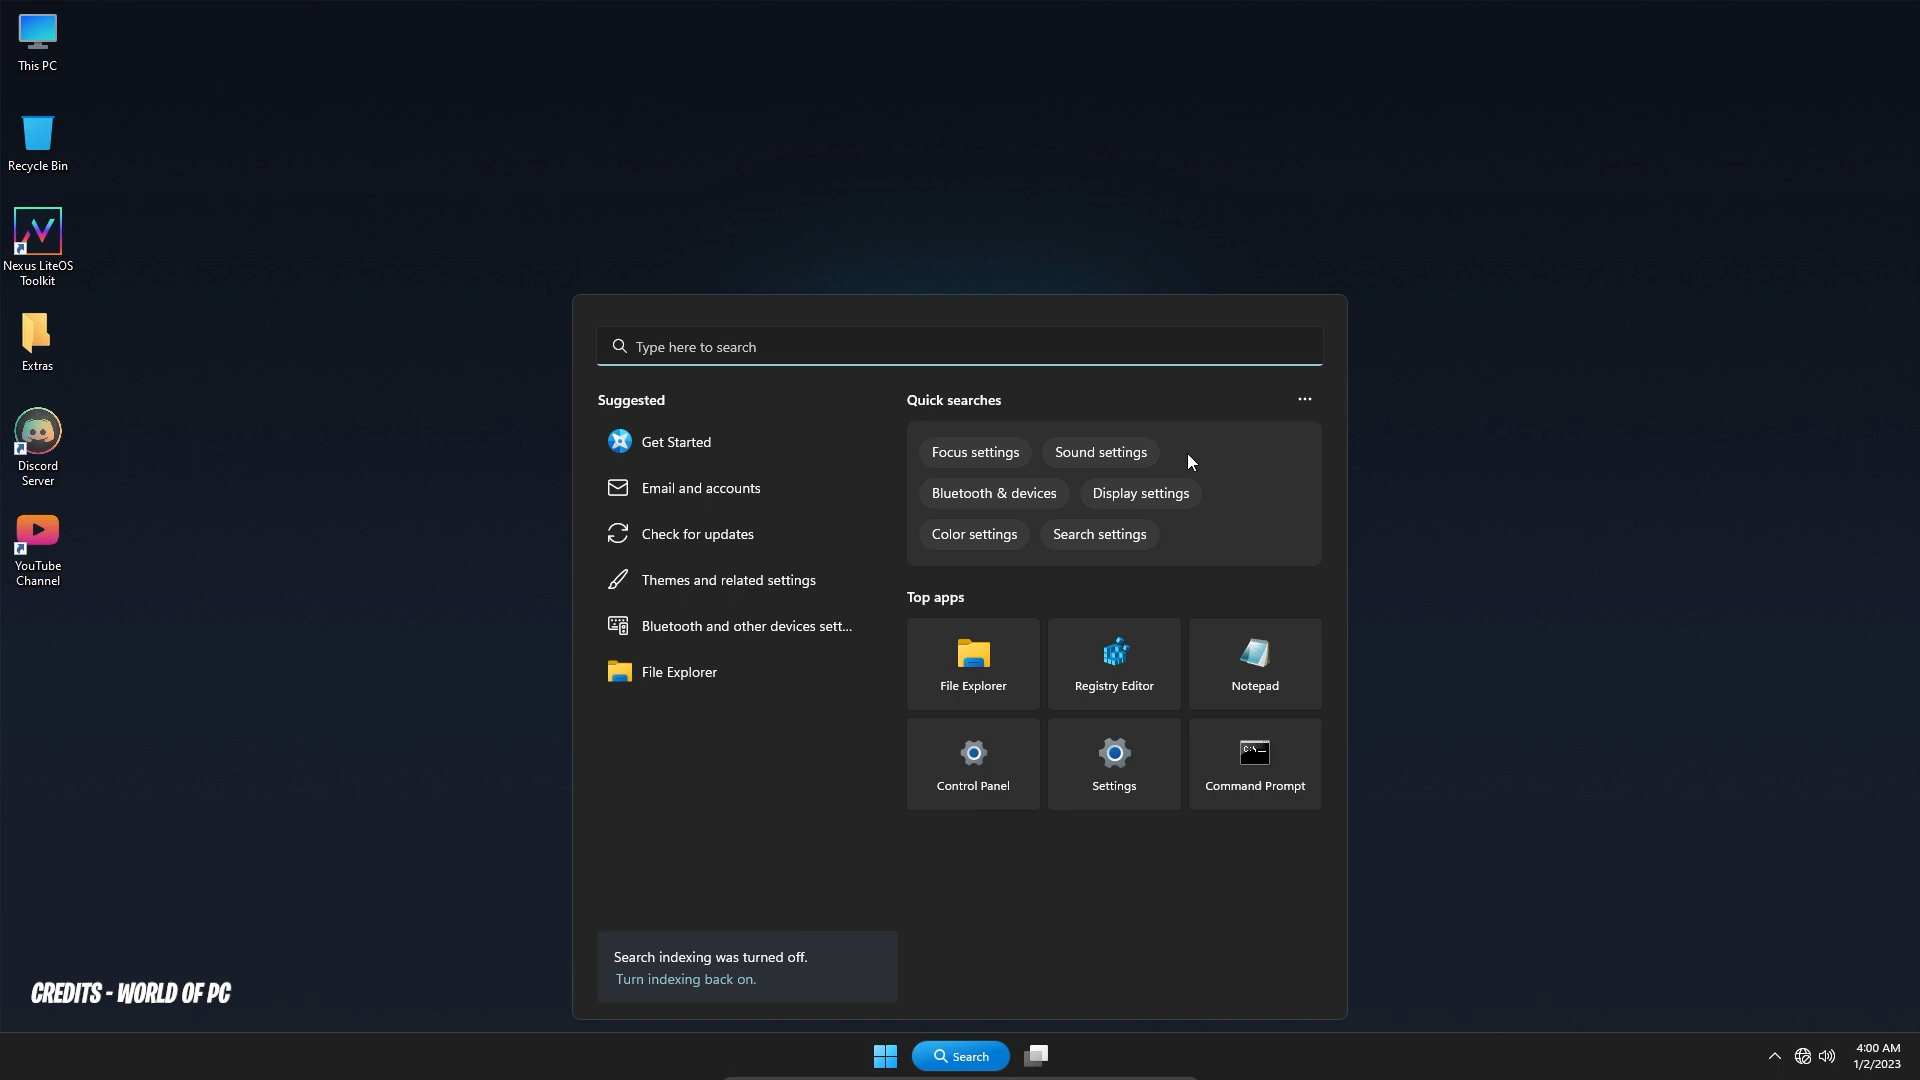 This PC
Recycle Bin
Nexus LiteOS
Toolkit
Extras
Discord
Server
YouTube
Channel
CREDITS - WORLD OF PC
Type here to search
Suggested
Get Started
Email and accounts
Check for updates
Themes and related settings
Bluetooth and other devices sett...
File Explorer
Quick searches
Focus settings
Sound settings
Bluetooth & devices
Display settings
Color settings
Search settings
Top apps
File Explorer
Registry Editor
Notepad
Control Panel
Settings
C:\_
Command Prompt
Search indexing was turned off.
Turn indexing back on.
Search
4:00 AM
1/2/2023